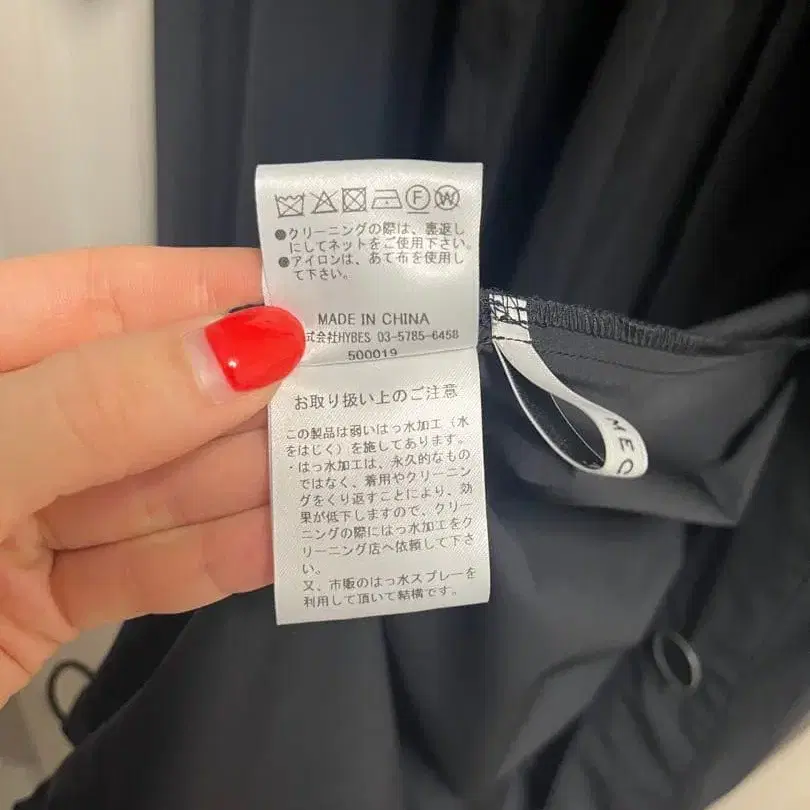 F W
●クリーニングの際は、裏返し
にしてネットをご使用下さい。
●アイロンは、あて布を使用し
て下さい。
MADE IN CHINA
式会社HYBES 03-5785-6458
500019
お取り扱い上のご注意
この製品は弱いはっ水加工（水
をはじく）を施してあります。
・はっ水加工は、永久的なもの
ではなく、着用やクリーニン
グをくり返すことにより、効
果が低下しますので、クリー
ニングの際にはっ水加工をク
リーニング店へ依頼して下さ
い。
又、市販のはっ水スプレーを
利用して頂いて結構です。